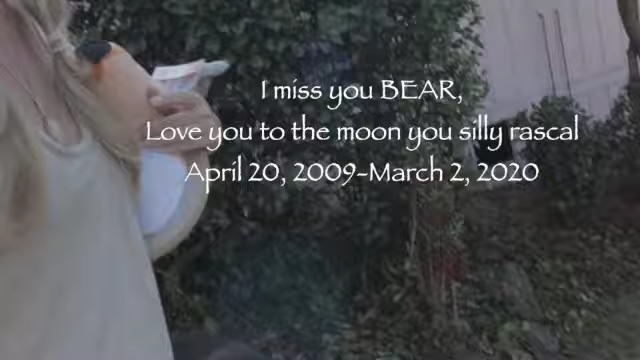 I miss you BEAR,
Love you to the moon you silly rascal
April 20, 2009-March 2, 2020